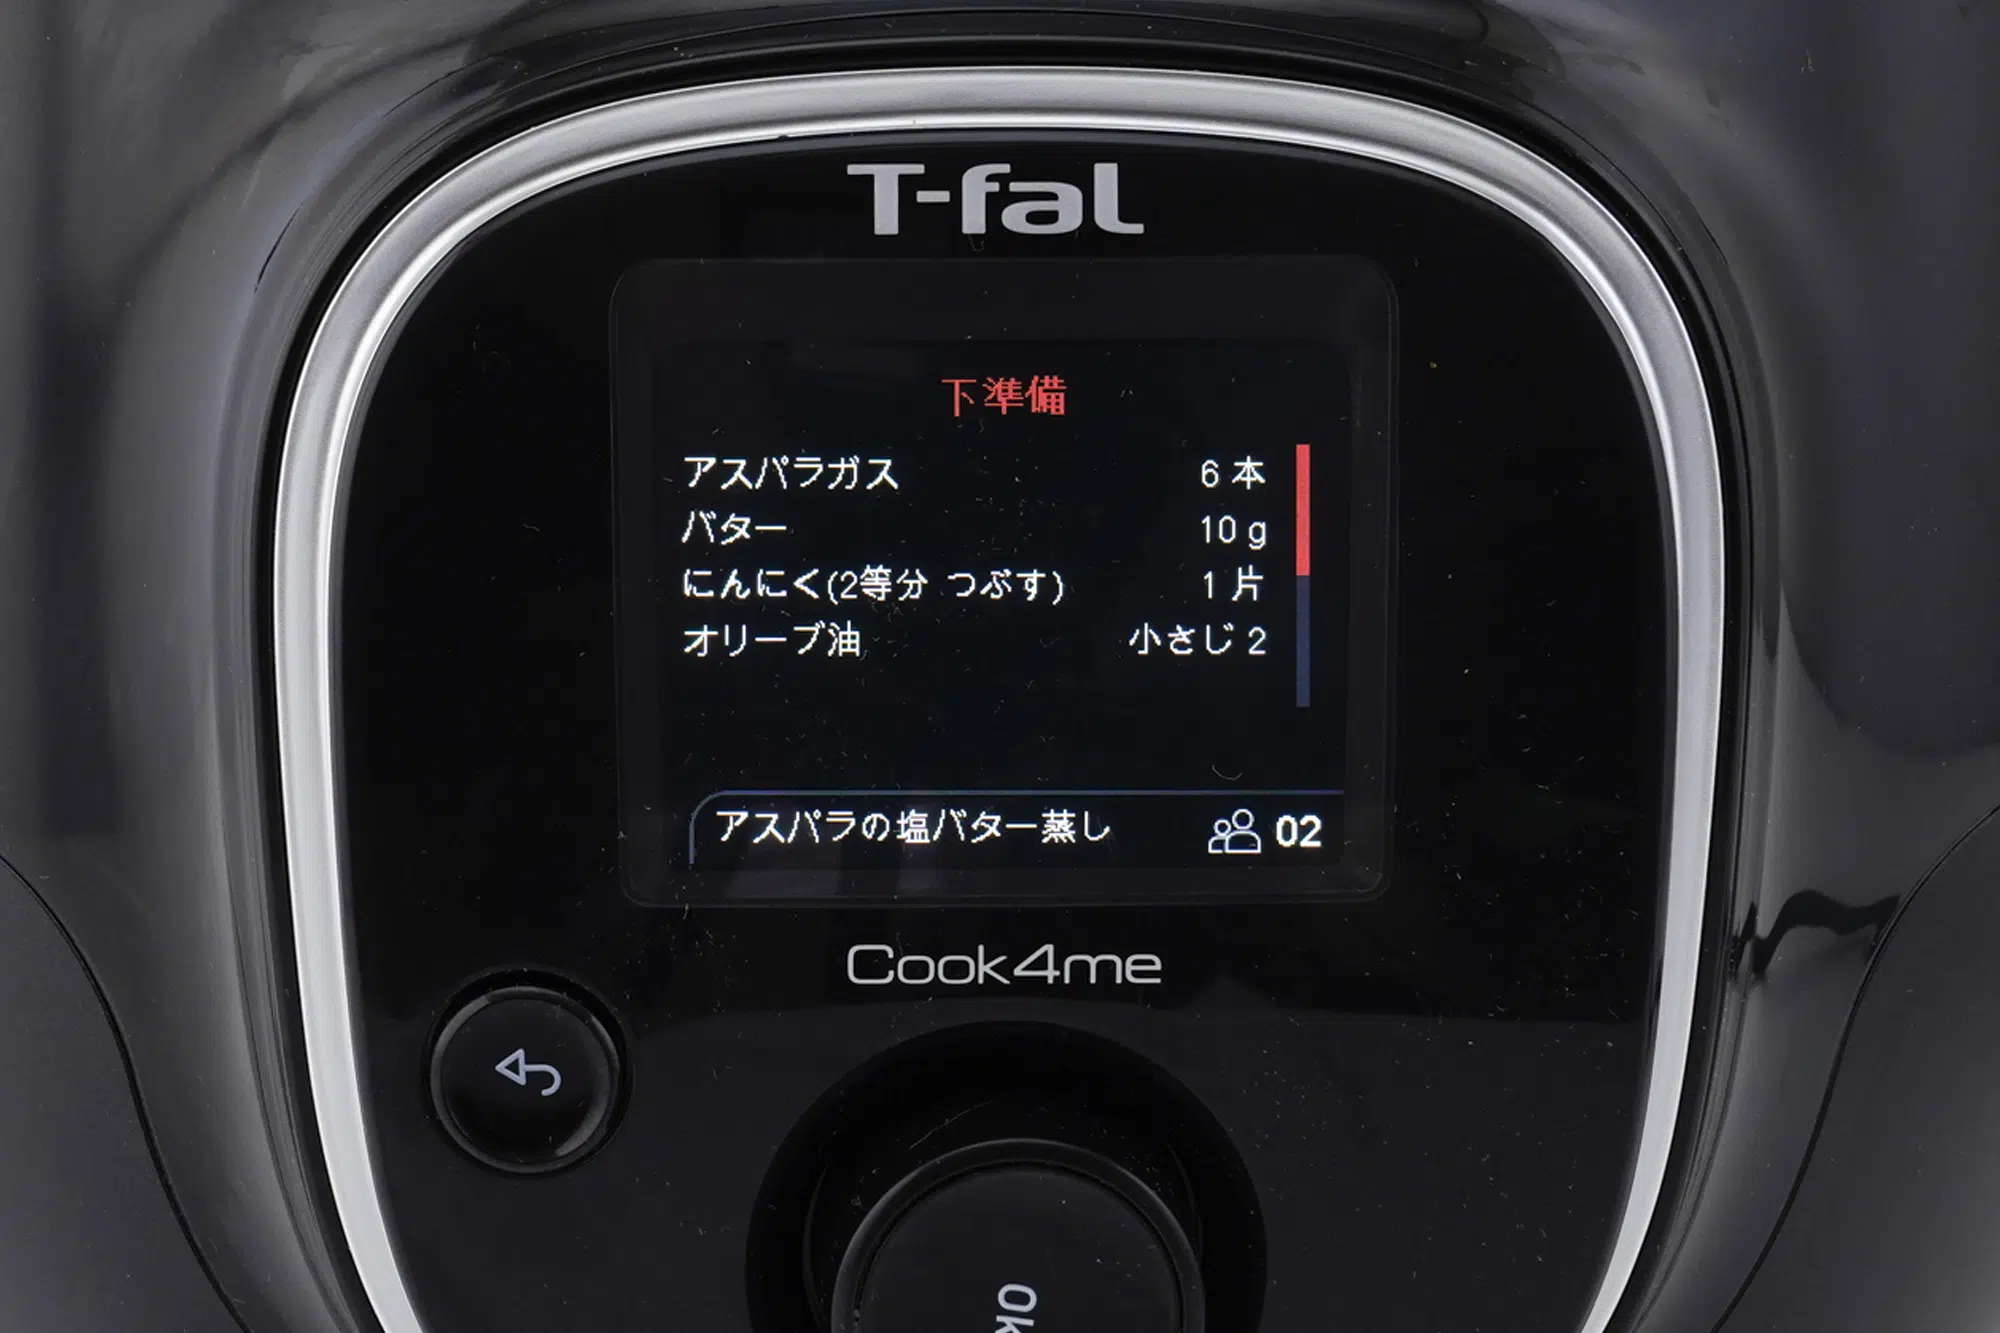 T-fal
下準備
アスパラガス 6 本
バター 10 g
にんにく(2等分 つぶす) 1 片
オリーブ油 小さじ 2
アスパラの塩バター蒸し 02
Cook4me
OK